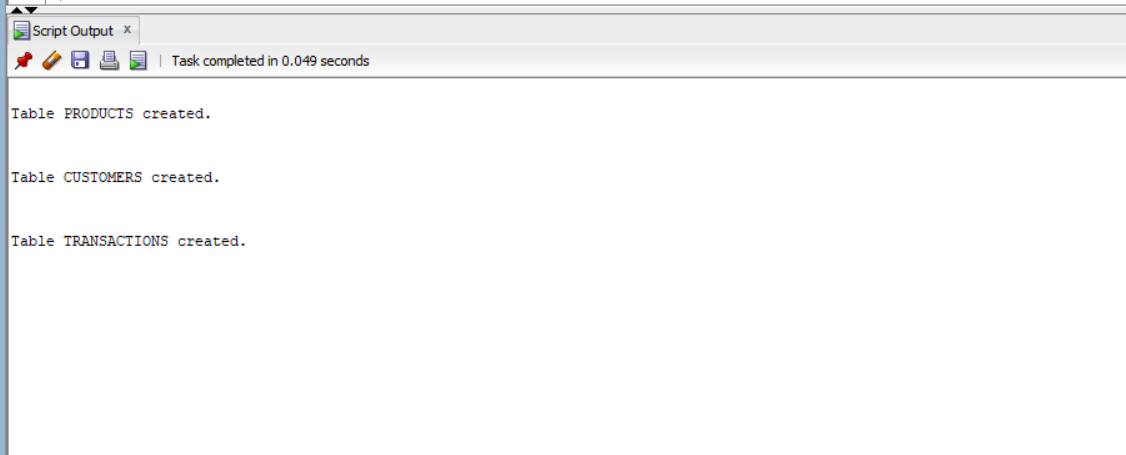 Script Output x
Task completed in 0.049 seconds
Table PRODUCTS created.
Table CUSTOMERS created.
Table TRANSACTIONS created.